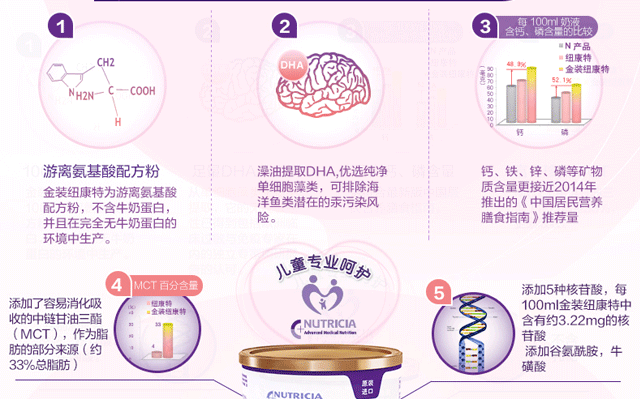 1
CH2
N
H2N
COOH
H
游离氨基酸配方粉
金装纽康特为游离氨基酸
配方粉，不含牛奶蛋白，
并且在完全无牛奶蛋白的
环境中生产。
2
DHA
澡油提取DHA,优选纯净
单细胞藻类，可排除海
洋鱼类潜在的汞污染风
险。
3
每 100ml 奶液
含钙、磷含量的比较
N 产品
纽康特
金装纽康特
钙
磷
钙、铁、锌、磷等矿物
质含量更接近2014年
推出的《中国居民营养
膳食指南》推荐量
4
MCT 百分含量
纽康特
金装纽康特
33
4
添加了容易消化吸
收的中链甘油三酯
（MCT），作为脂
肪的部分来源（约
33%总脂肪）
儿童专业呵护
NUTRICIA
Advanced Medical Nutrition
NUTRICIA
原装
进口
5
添加5种核苷酸，每
100ml金装纽康特中
含有约3.22mg的核
苷酸
添加谷氨酰胺，牛
磺酸